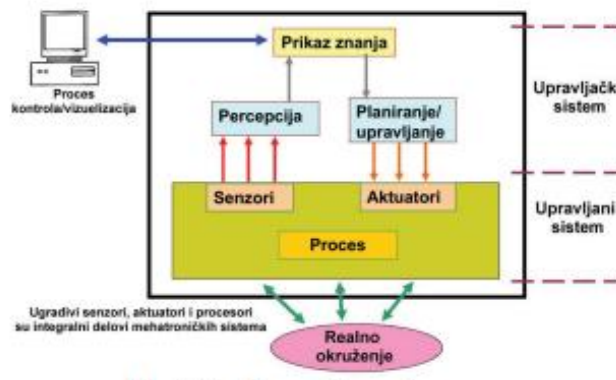 Prikaz znanja
Proces
kontrola/vizuelizacija
Percepcija
Planiranje/
upravljanje
Upravljačk
sistem
Senzori
Aktuatori
Upravljani
sistem
Proces
Ugradivi senzori, aktuatori i procesori
su integralni delovi mehatroničkih sistema
Realno
okruženje